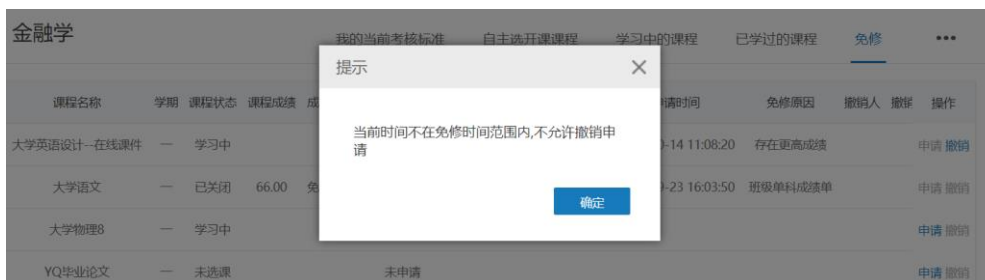 金融学
我的当前考核标准 自主选开课课程 学习中的课程 已学过的课程 免修 •••
提示
课程名称 学期 课程状态 课程成绩 成 请时间 免修原因 撤销人 撤销 操作
当前时间不在免修时间范围内,不允许撤销申
请
大学英语设计--在线课件 — 学习中 -14 11:08:20 存在更高成绩 申请 撤销
大学语文 — 已关闭 66.00 免 -23 16:03:50 班级单科成绩单 申请 撤销
确定
大学物理8 — 学习中 申请 撤销
YQ毕业论文 — 未选课 未申请 申请 撤销